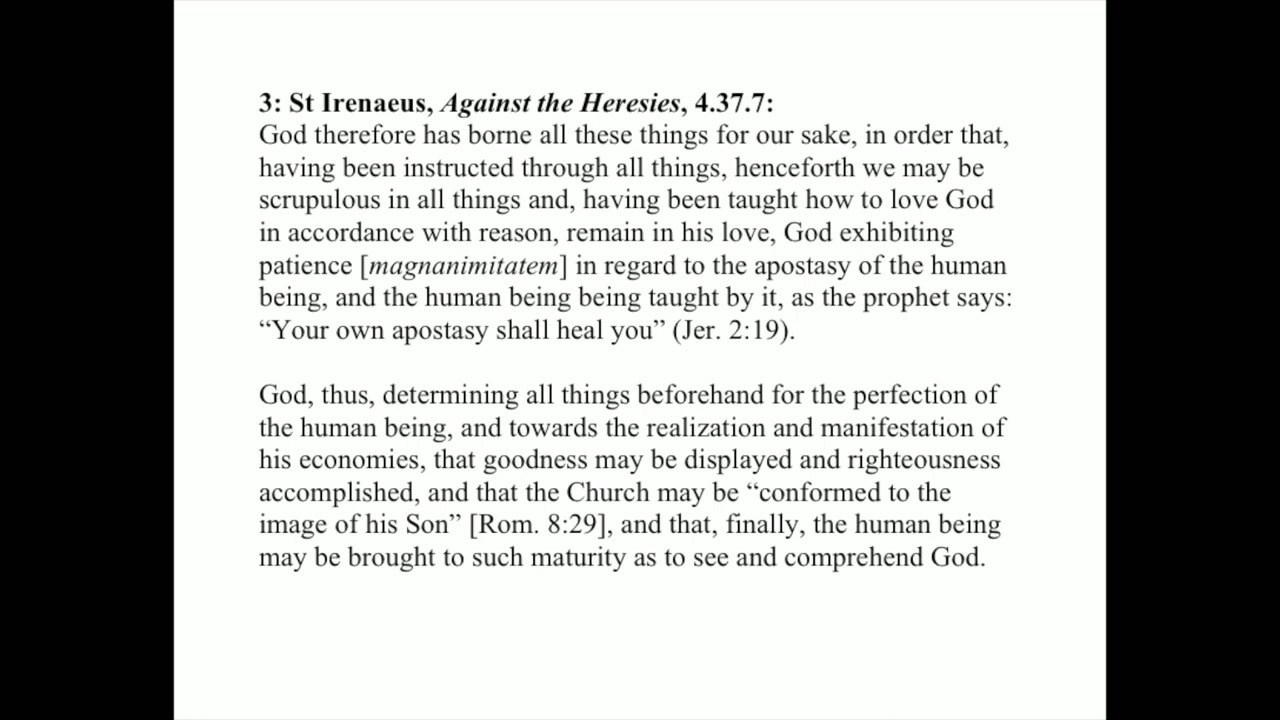 3: St Irenaeus, Against the Heresies, 4.37.7:
God therefore has borne all these things for our sake, in order that,
having been instructed through all things, henceforth we may be
scrupulous in all things and, having been taught how to love God
in accordance with reason, remain in his love, God exhibiting
patience [magnanimitatem] in regard to the apostasy of the human
being, and the human being being taught by it, as the prophet says:
“Your own apostasy shall heal you” (Jer. 2:19).
God, thus, determining all things beforehand for the perfection of
the human being, and towards the realization and manifestation of
his economies, that goodness may be displayed and righteousness
accomplished, and that the Church may be “conformed to the
image of his Son” [Rom. 8:29], and that, finally, the human being
may be brought to such maturity as to see and comprehend God.